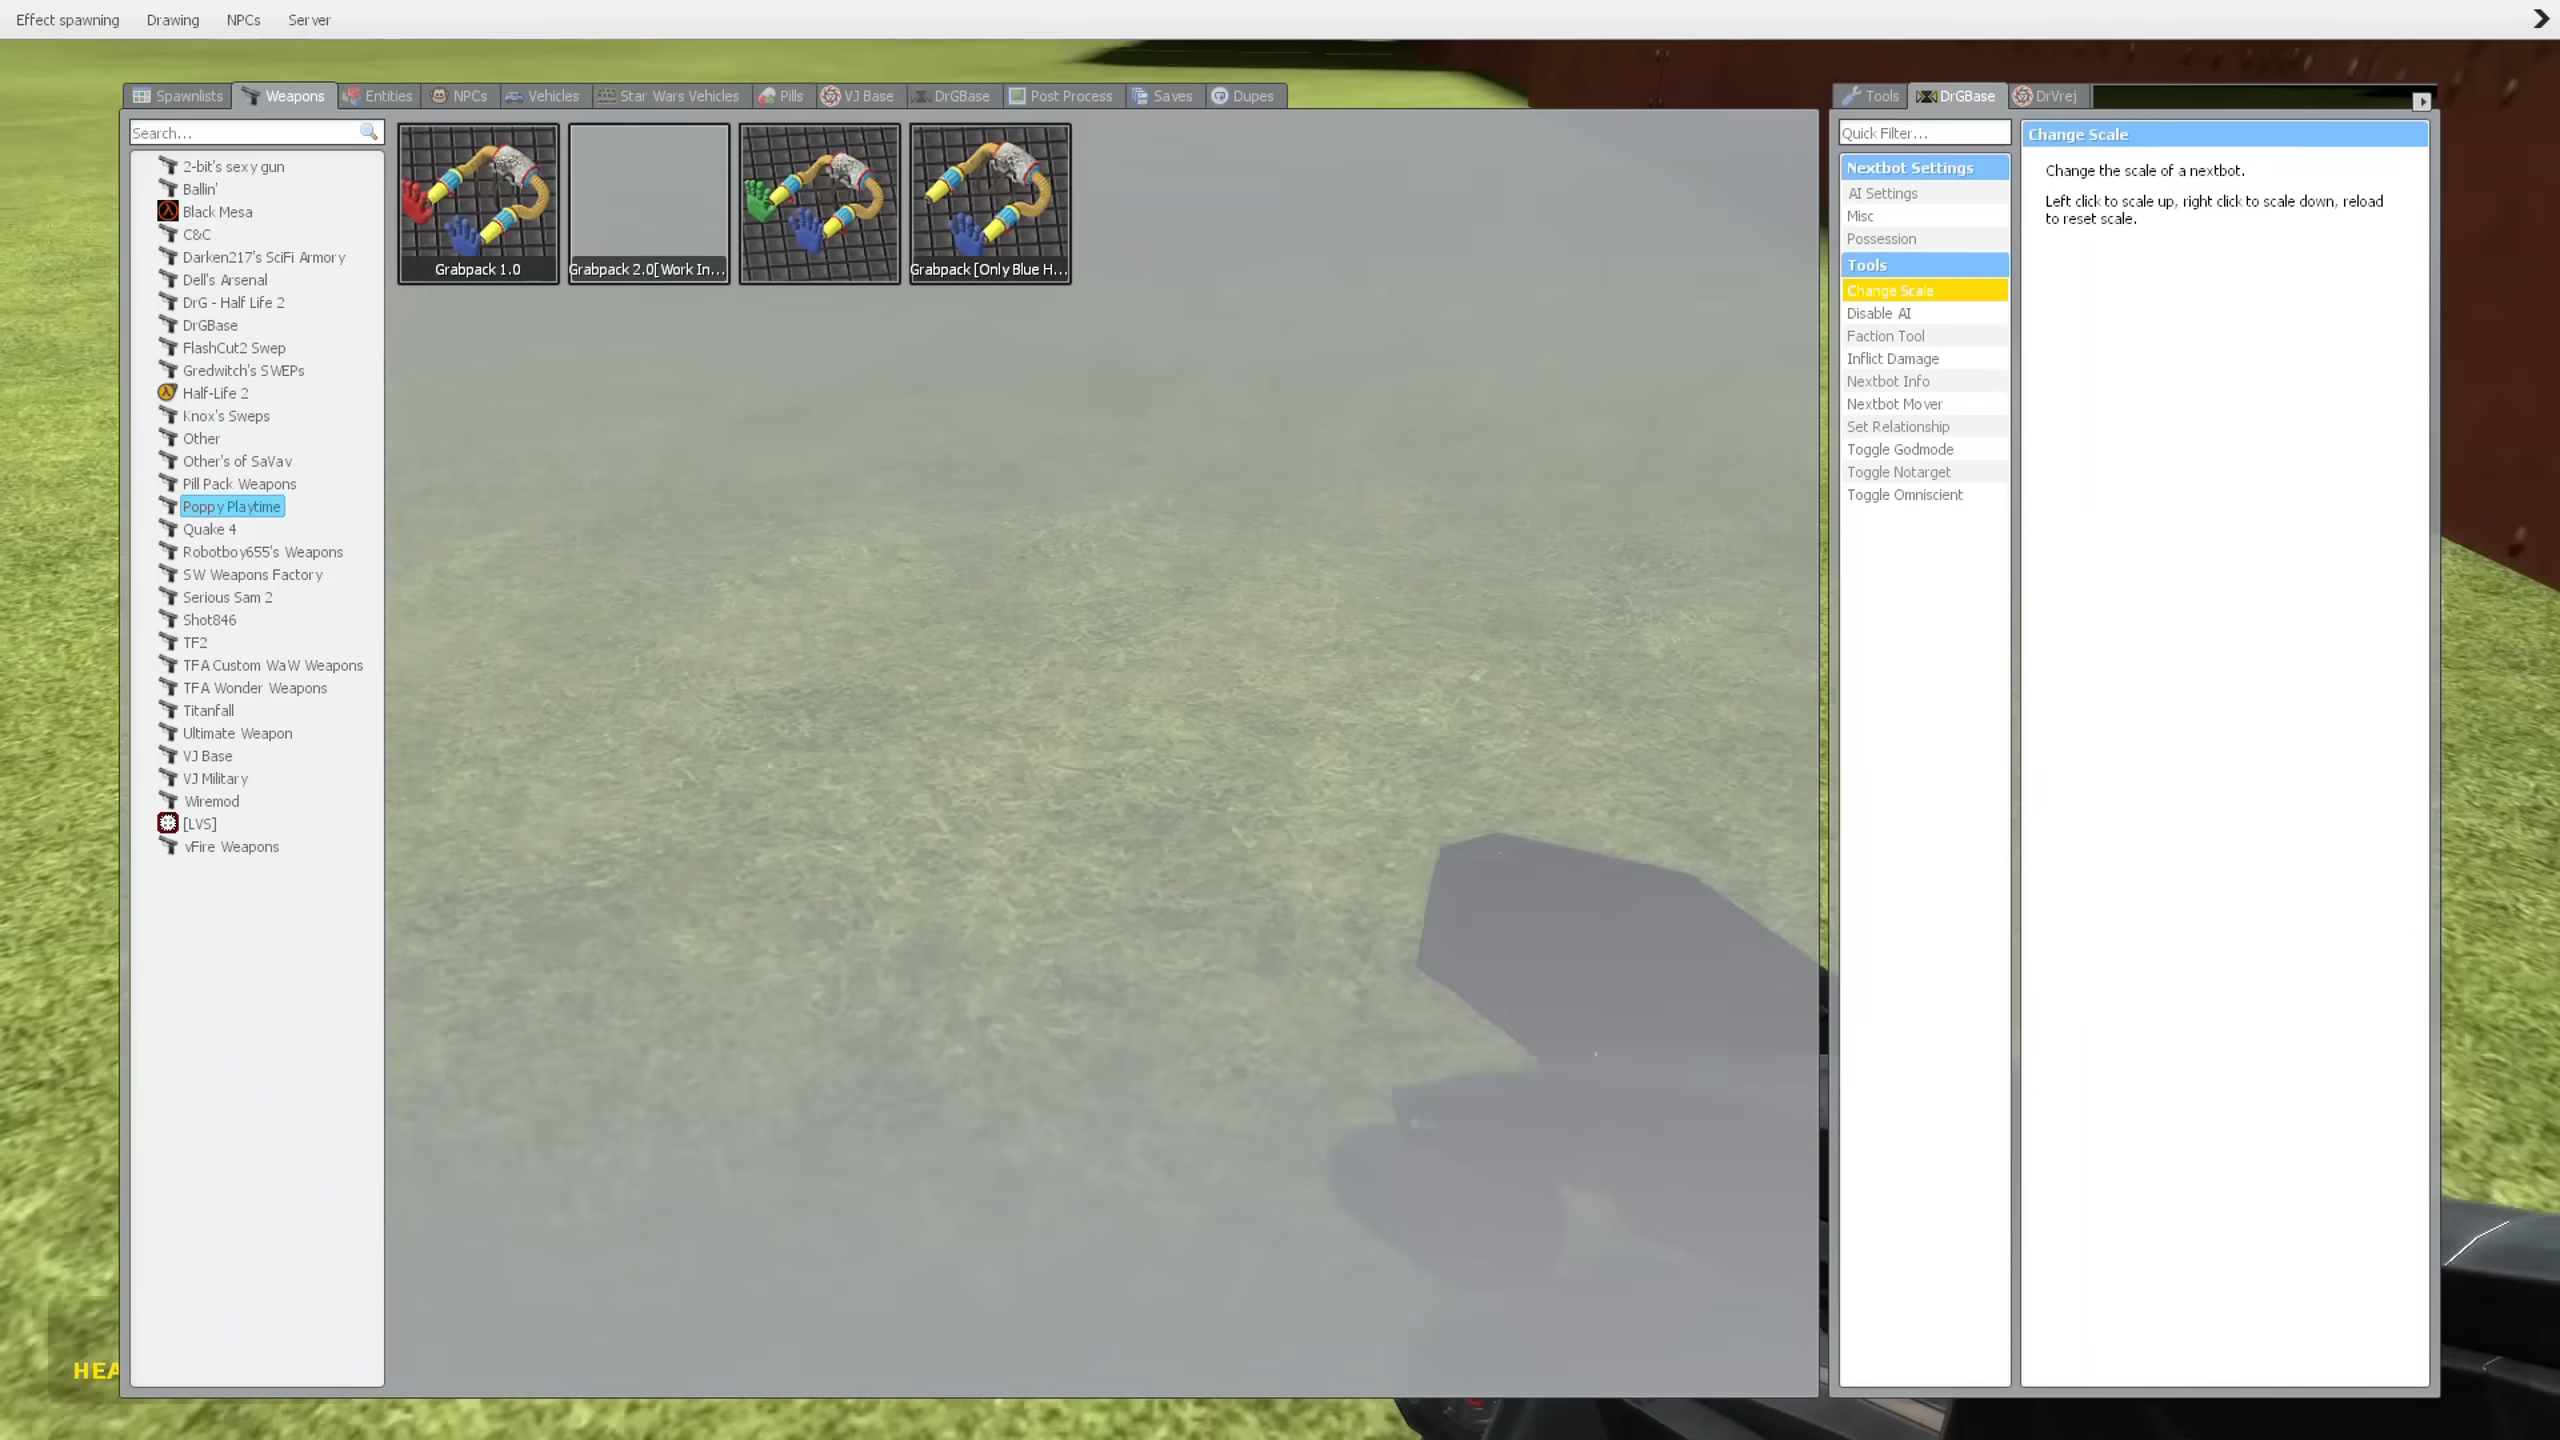 Effect spawning Drawing NPCs Server
Spawnlists Weapons Entities NPCs Vehicles Star Wars Vehicles Pills VJ Base DrGBase Post Process Saves Dupes
Search...
2-bit's sexy gun
Ballin'
Black Mesa
C&C
Darken217's SciFi Armory
Dell's Arsenal
DrG - Half Life 2
DrGBase
FlashCut2 Swep
Gredwitch's SWEPs
Half-Life 2
Knox's Sweps
Other
Other's of SaVav
Pill Pack Weapons
Poppy Playtime
Quake 4
Robotboy655's Weapons
SW Weapons Factory
Serious Sam 2
Shot846
TF2
TFA Custom WaW Weapons
TFA Wonder Weapons
Titanfall
Ultimate Weapon
VJ Base
VJ Military
Wiremod
[LVS]
vFire Weapons
Grabpack 1.0
Grabpack 2.0[Work In...
Grabpack [Only Blue H...
Tools DrGBase DrVrej
Quick Filter...
Nextbot Settings
AI Settings
Misc
Possession
Tools
Change Scale
Disable AI
Faction Tool
Inflict Damage
Nextbot Info
Nextbot Mover
Set Relationship
Toggle Godmode
Toggle Notarget
Toggle Omniscient
Change Scale
Change the scale of a nextbot.
Left click to scale up, right click to scale down, reload
to reset scale.
HEA